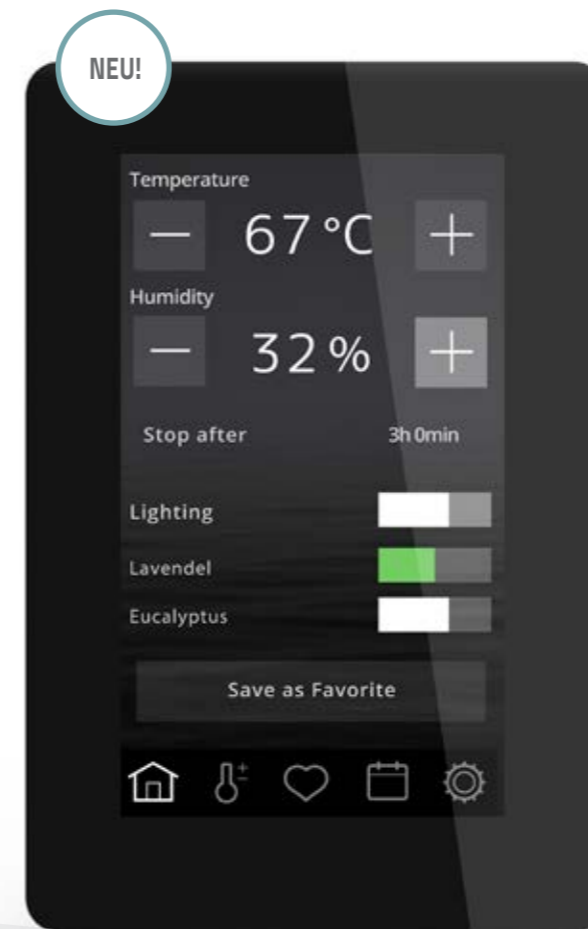 NEU!
Temperature
67 °C
Humidity
32 %
Stop after 3h 0min
Lighting
Lavendel
Eucalyptus
Save as Favorite